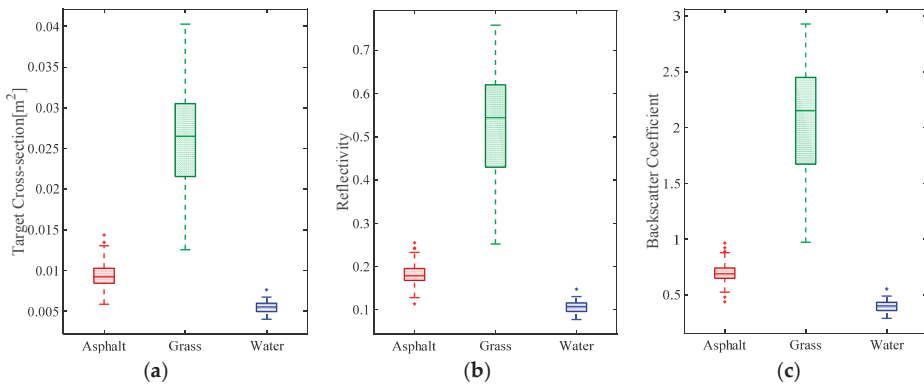 Target Cross-section[m²]
0.04
0.035
0.03
0.025
0.02
0.015
0.01
0.005
Asphalt Grass Water
(a)
Reflectivity
0.7
0.6
0.5
0.4
0.3
0.2
0.1
Asphalt Grass Water
(b)
Backscatter Coefficient
3
2.5
2
1.5
1
0.5
Asphalt Grass Water
(c)